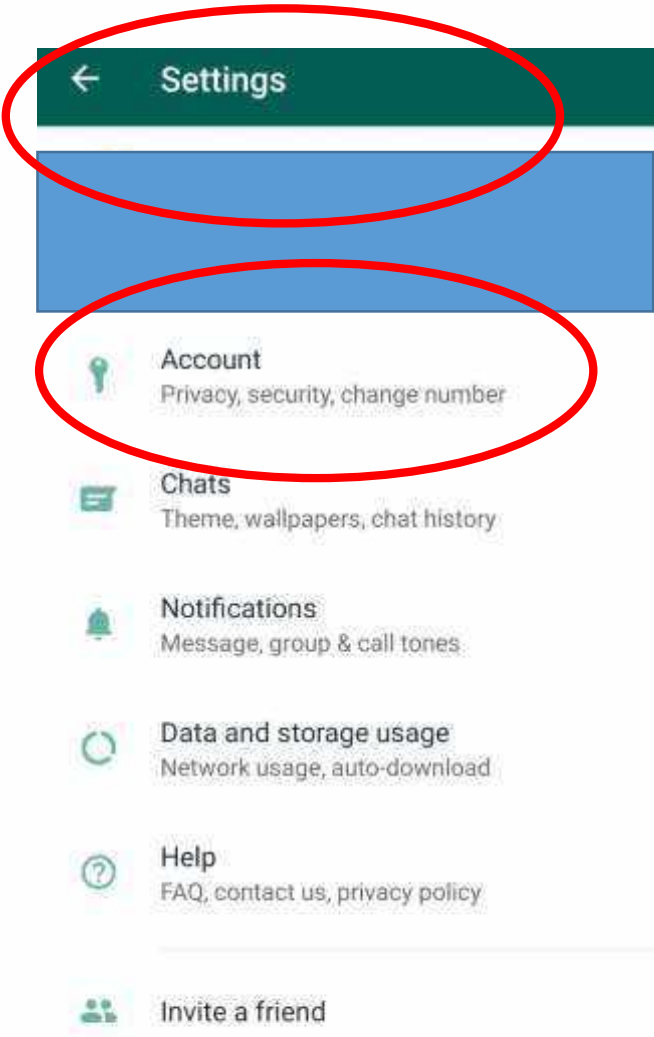 Settings
Account
Privacy, security, change number
Chats
Theme, wallpapers, chat history
Notifications
Message, group & call tones
Data and storage usage
Network usage, auto-download
Help
FAQ, contact us, privacy policy
Invite a friend